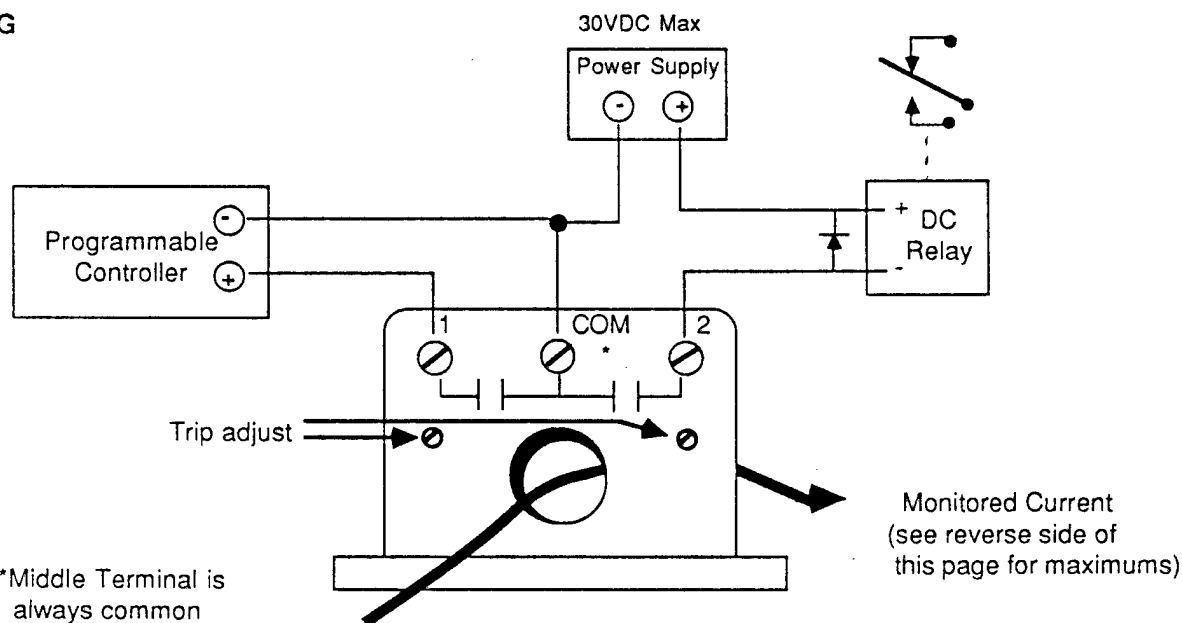 G
30VDC Max
Power Supply
- +
-
Programmable
Controller
+
+ DC
Relay
-
1 COM 2
*
Trip adjust
Monitored Current
(see reverse side of
this page for maximums)
*Middle Terminal is
always common